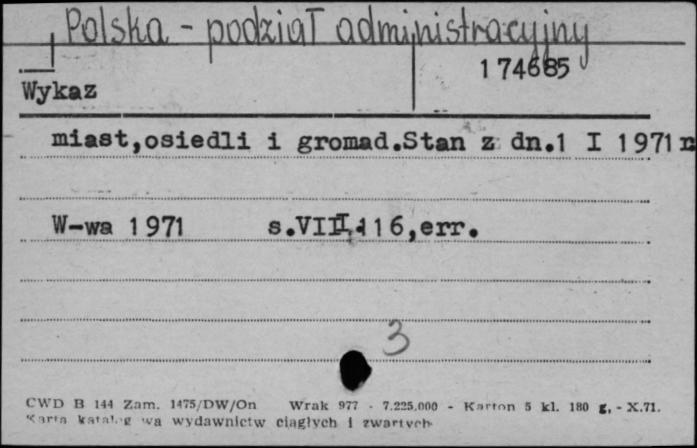 Polska - podział administracyjny
174685
Wykaz
miast,osiedli i gromad.Stan z dn.1 I 1971 r
W-wa 1971 s.VIII,116,err.
3
CWD B 144 Zam. 1475/DW/On Wrak 977 - 7.225.000 - Karton 5 kl. 180 g, - X.71.
Karta katalog wa wydawnictw ciągłych i zwartych